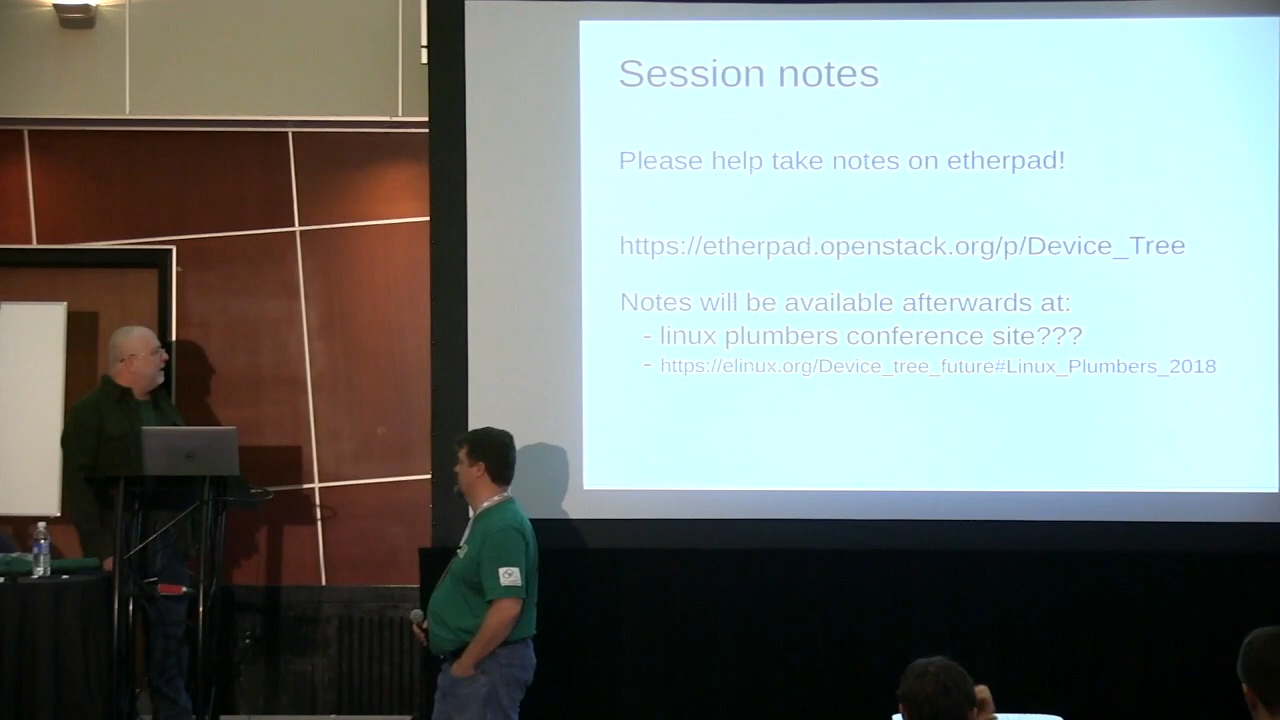 Session notes
Please help take notes on etherpad!
https://etherpad.openstack.org/p/Device_Tree
Notes will be available afterwards at:
- linux plumbers conference site???
- https://elinux.org/Device_tree_future#Linux_Plumbers_2018